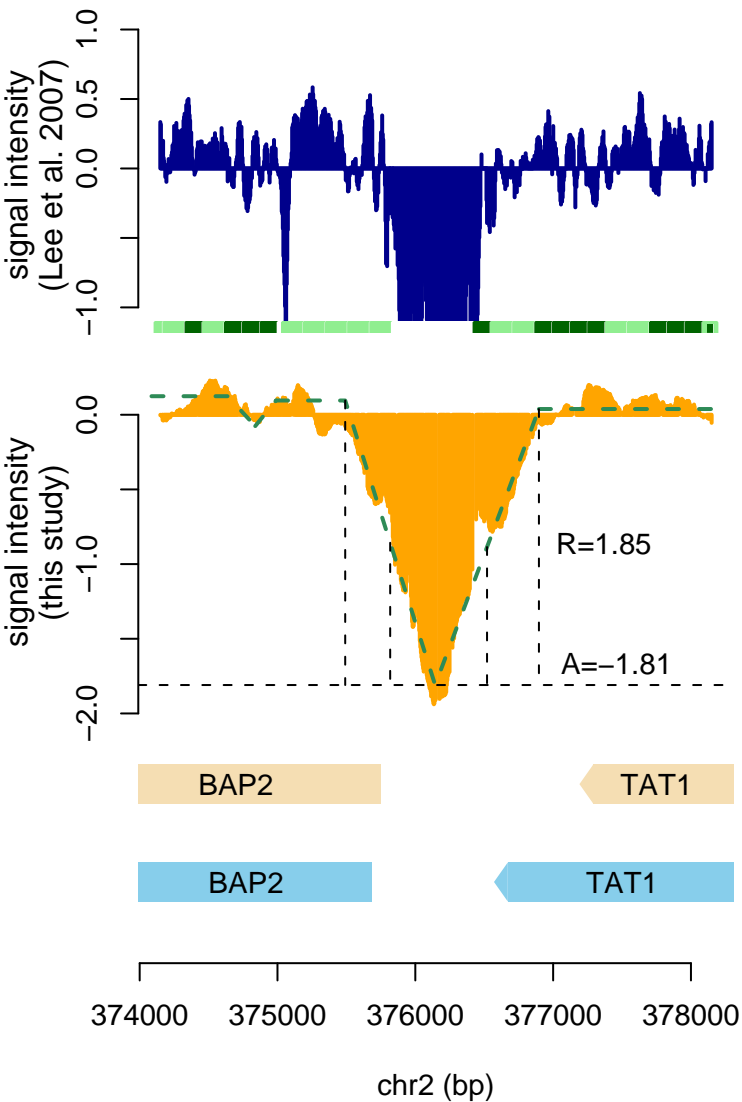 signal intensity
(Lee et al. 2007)
1.0
0.5
0.0
−1.0
signal intensity
(this study)
0.0
−1.0
−2.0
R=1.85
A=−1.81
BAP2
TAT1
BAP2
TAT1
374000 375000 376000 377000 378000
chr2 (bp)